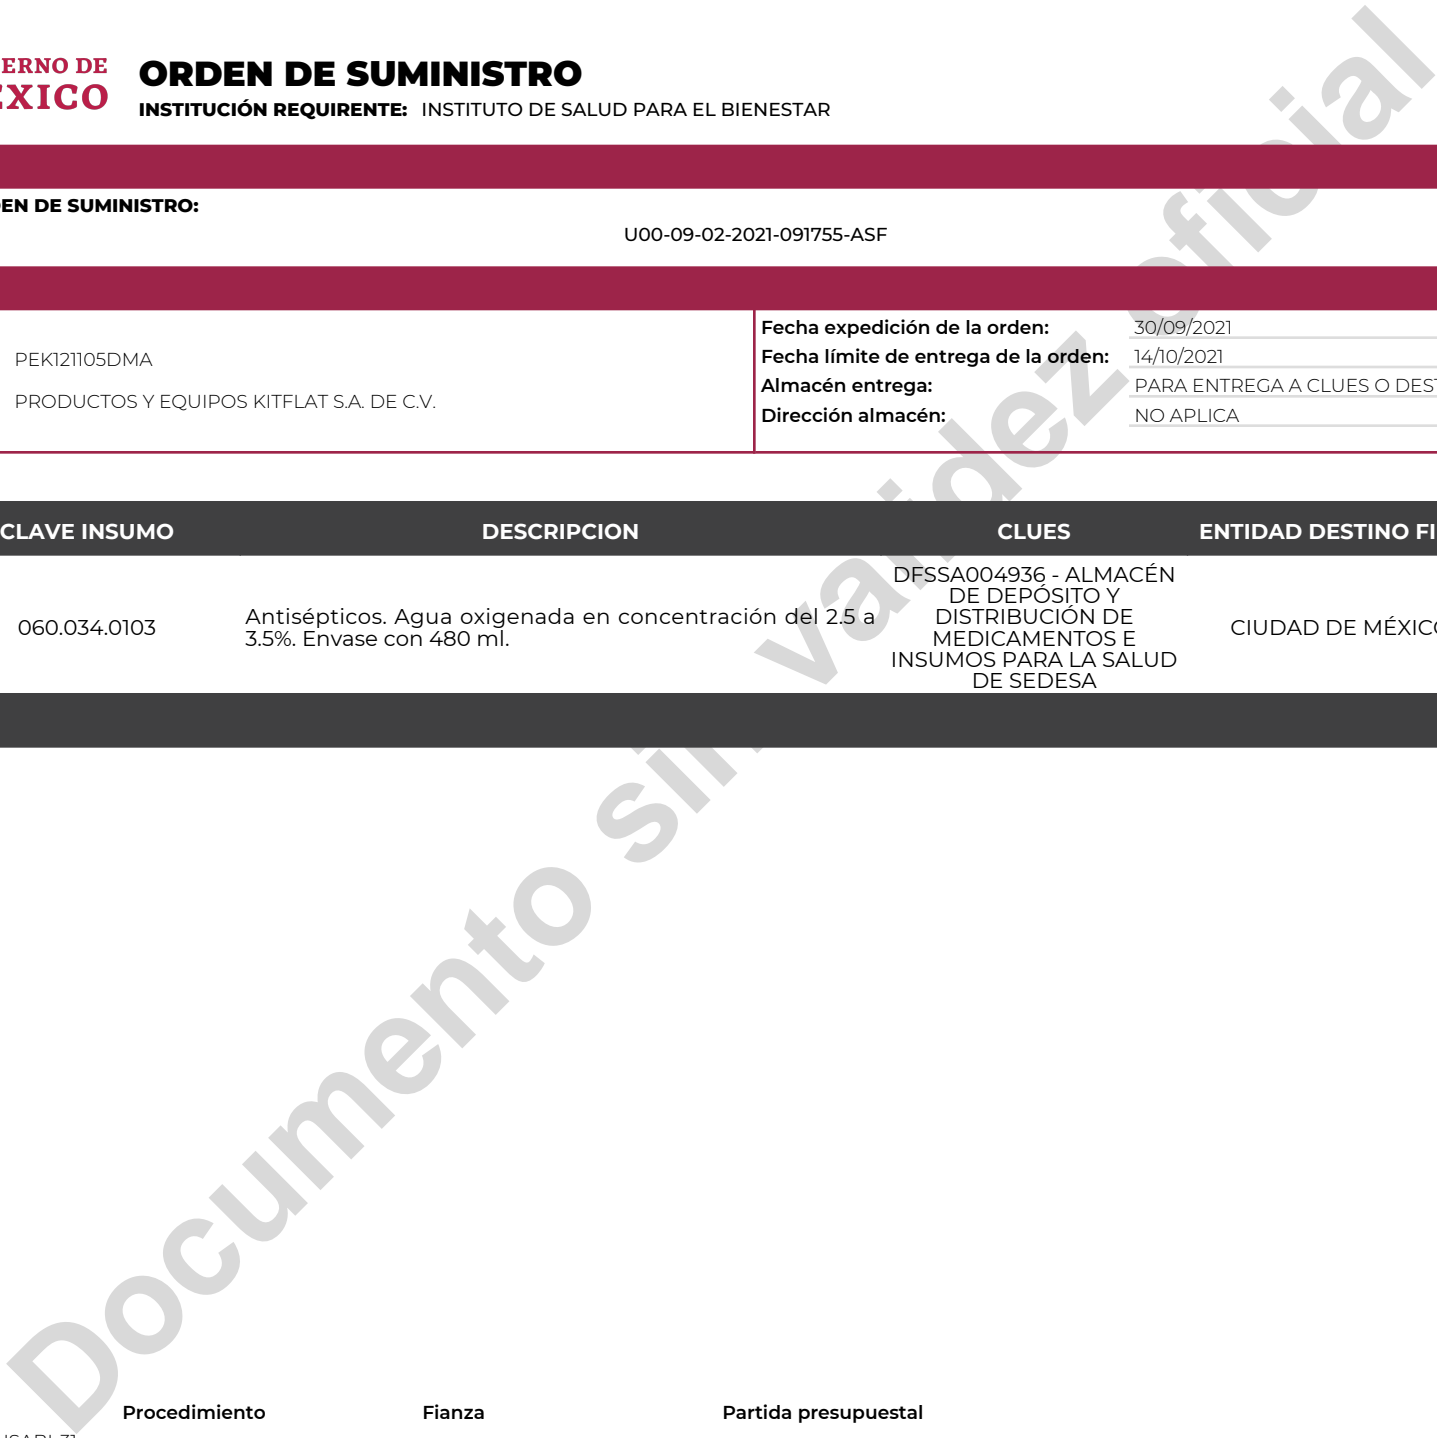 ERNO DE
ORDEN DE SUMINISTRO
EXICO
INSTITUCIÓN REQUIRENTE: INSTITUTO DE SALUD PARA EL BIENESTAR
EN DE SUMINISTRO:
U00-09-02-2021-091755-ASF
PEK121105DMA
PRODUCTOS Y EQUIPOS KITFLAT S.A. DE C.V.
Fecha expedición de la orden: 30/09/2021
Fecha límite de entrega de la orden: 14/10/2021
Almacén entrega: PARA ENTREGA A CLUES O DEST
Dirección almacén: NO APLICA
CLAVE INSUMO DESCRIPCION CLUES ENTIDAD DESTINO FI
060.034.0103
Antisépticos. Agua oxigenada en concentración del 2.5 a
3.5%. Envase con 480 ml.
DFSSA004936 - ALMACÉN
DE DEPÓSITO Y
DISTRIBUCIÓN DE
MEDICAMENTOS E
INSUMOS PARA LA SALUD
DE SEDESA
CIUDAD DE MÉXICO
Documento sin validez oficial
Procedimiento Fianza Partida presupuestal